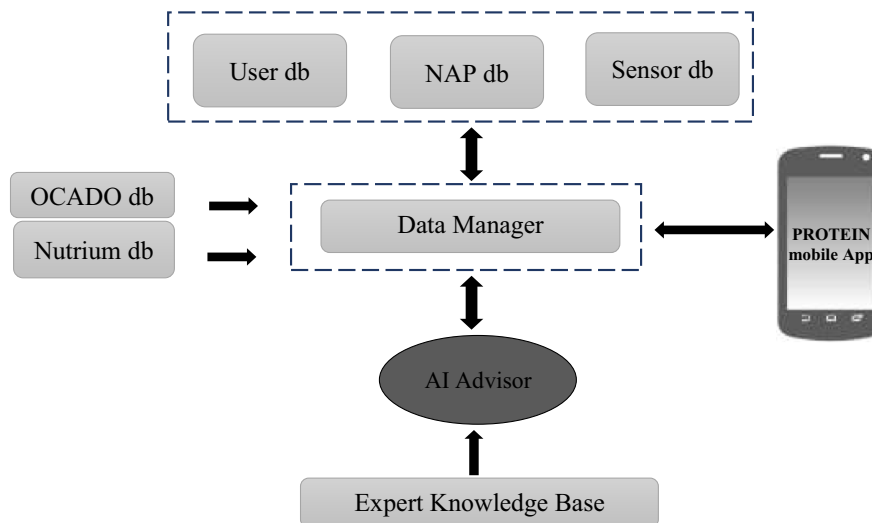 User db
NAP db
Sensor db
OCADO db
Nutrium db
Data Manager
PROTEIN
mobile App
AI Advisor
Expert Knowledge Base